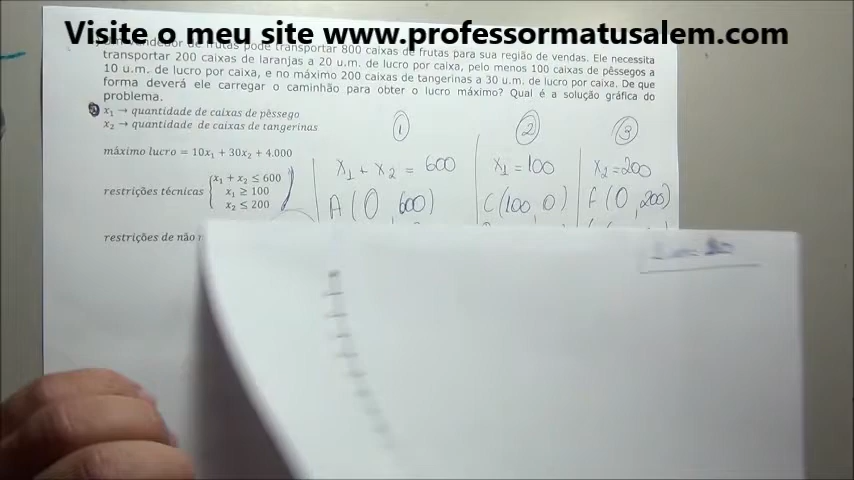 Visite o meu site www.professormatusalem.com
vendedor de frutas pode transportar 800 caixas de frutas para sua região de vendas. Ele necessita
transportar 200 caixas de laranjas a 20 u.m. de lucro por caixa, pelo menos 100 caixas de pêssegos a
10 u.m. de lucro por caixa, e no máximo 200 caixas de tangerinas a 30 u.m. de lucro por caixa. De que
forma deverá ele carregar o caminhão para obter o lucro máximo? Qual é a solução gráfica do
problema.
x₁ → quantidade de caixas de pêssego
x₂ → quantidade de caixas de tangerinas
① ② ③
máximo lucro = 10x₁ + 30x₂ + 4.000
x₁ + x₂ = 600 x₁ = 100 x₂ = 200
x₁ + x₂ ≤ 600
restrições técnicas { x₁ ≥ 100
x₂ ≤ 200
A (0, 600) C (100, 0) F (0, 200)
restrições de não